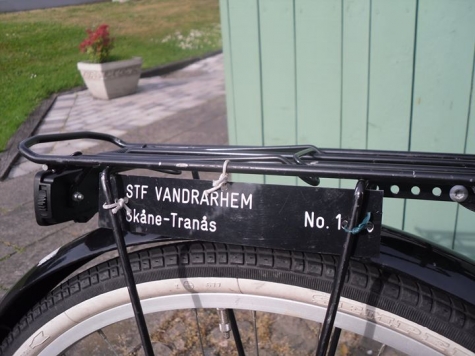 STF VANDRARHEM
Skåne-Tranås No. 1